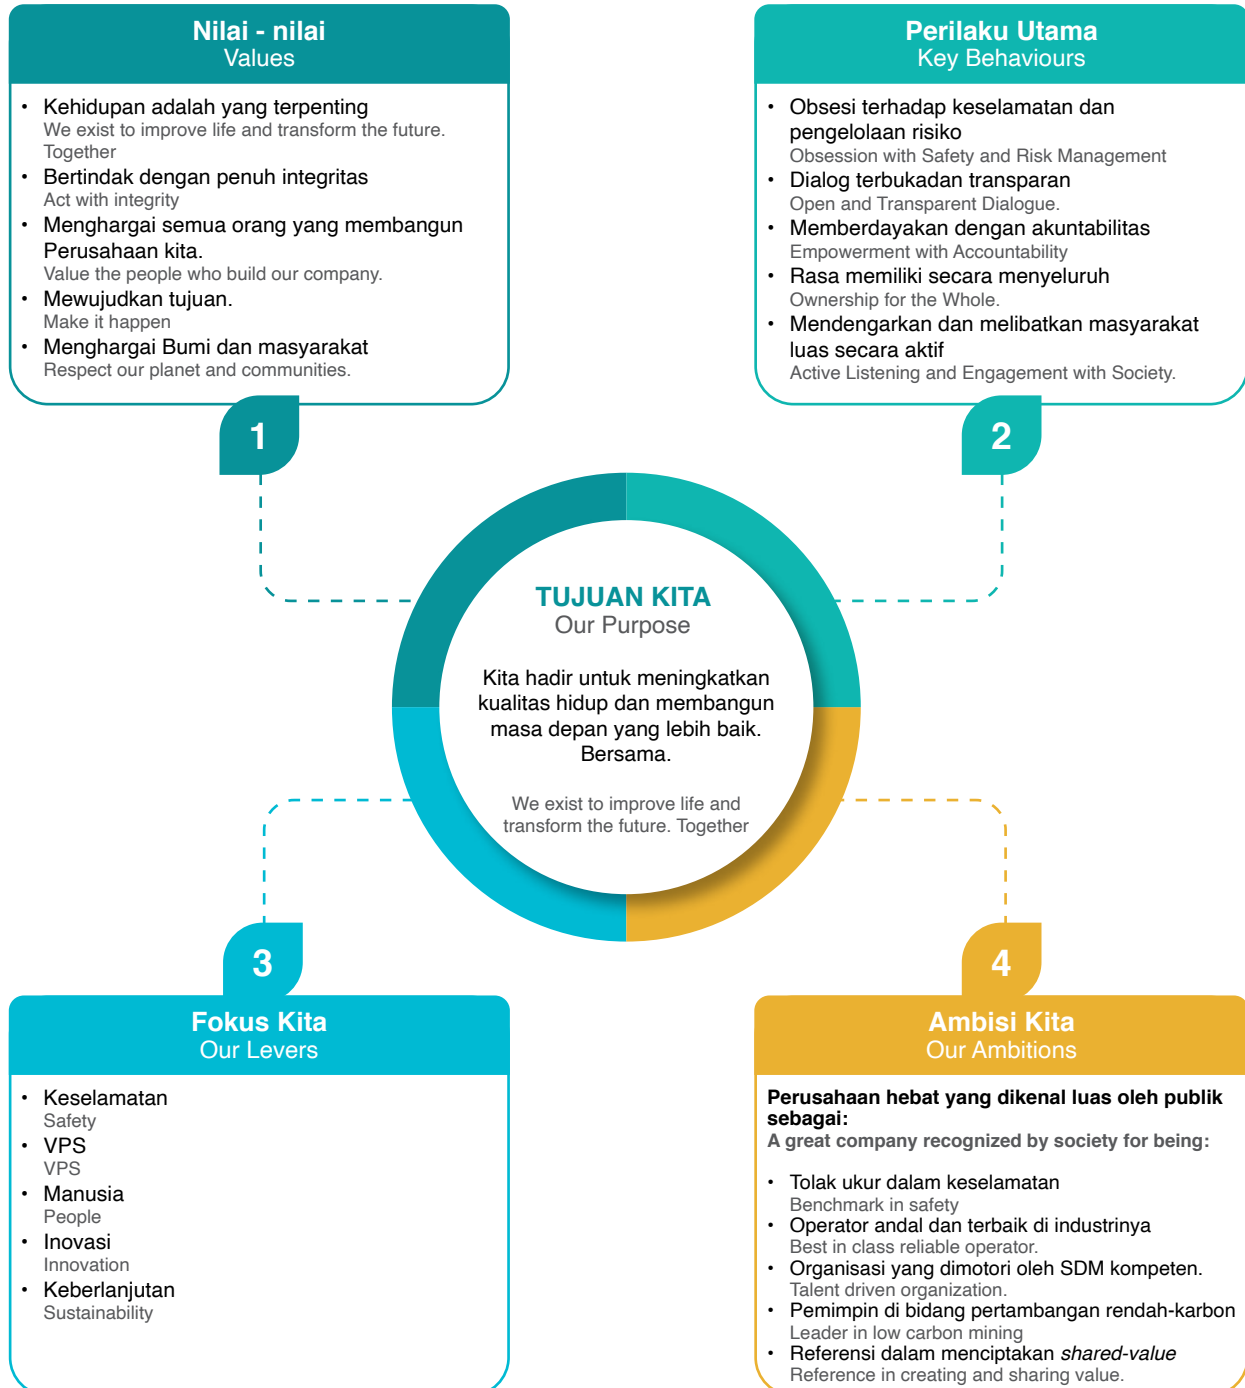 Nilai - nilai
Values
• Kehidupan adalah yang terpenting
We exist to improve life and transform the future.
Together
• Bertindak dengan penuh integritas
Act with integrity
• Menghargai semua orang yang membangun
Perusahaan kita.
Value the people who build our company.
• Mewujudkan tujuan.
Make it happen
• Menghargai Bumi dan masyarakat
Respect our planet and communities.
1
Perilaku Utama
Key Behaviours
• Obsesi terhadap keselamatan dan
pengelolaan risiko
Obsession with Safety and Risk Management
• Dialog terbukadan transparan
Open and Transparent Dialogue.
• Memberdayakan dengan akuntabilitas
Empowerment with Accountability
• Rasa memiliki secara menyeluruh
Ownership for the Whole.
• Mendengarkan dan melibatkan masyarakat
luas secara aktif
Active Listening and Engagement with Society.
2
TUJUAN KITA
Our Purpose
Kita hadir untuk meningkatkan
kualitas hidup dan membangun
masa depan yang lebih baik.
Bersama.
We exist to improve life and
transform the future. Together
3
Fokus Kita
Our Levers
• Keselamatan
Safety
• VPS
VPS
• Manusia
People
• Inovasi
Innovation
• Keberlanjutan
Sustainability
4
Ambisi Kita
Our Ambitions
Perusahaan hebat yang dikenal luas oleh publik
sebagai:
A great company recognized by society for being:
• Tolak ukur dalam keselamatan
Benchmark in safety
• Operator andal dan terbaik di industrinya
Best in class reliable operator.
• Organisasi yang dimotori oleh SDM kompeten.
Talent driven organization.
• Pemimpin di bidang pertambangan rendah-karbon
Leader in low carbon mining
• Referensi dalam menciptakan shared-value
Reference in creating and sharing value.